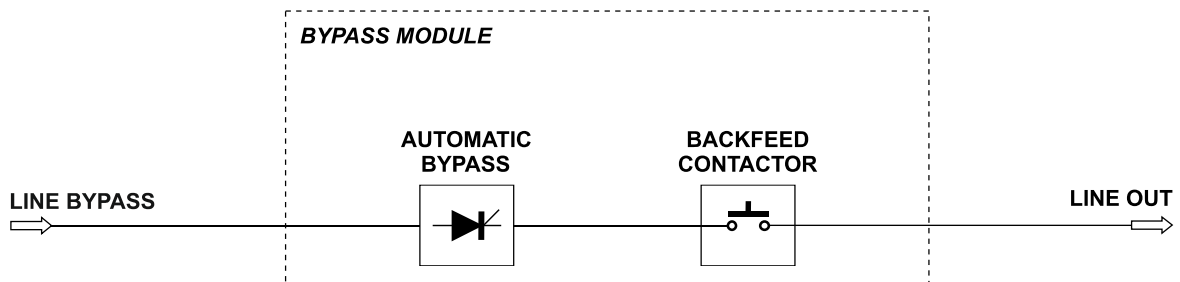 BYPASS MODULE
AUTOMATIC
BYPASS
BACKFEED
CONTACTOR
LINE BYPASS
LINE OUT